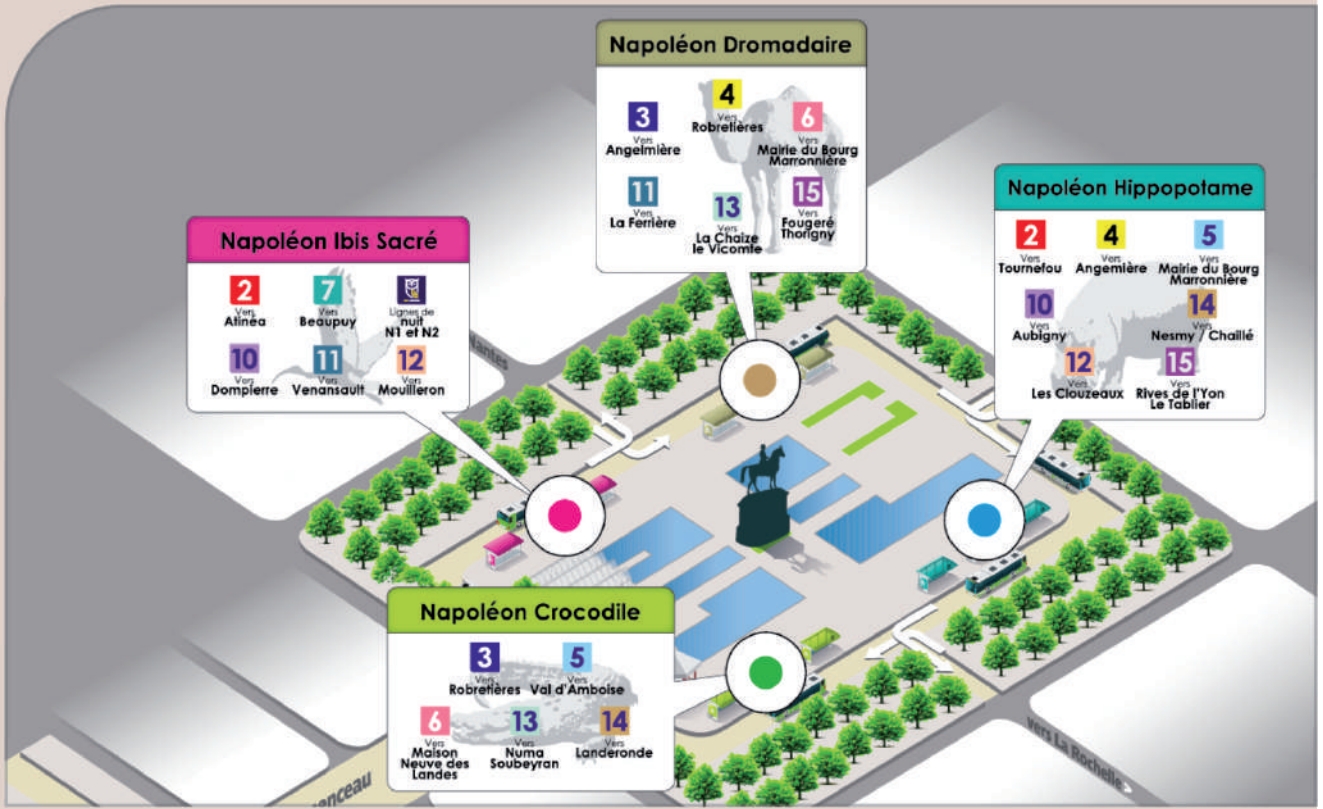 Napoléon Dromadaire
3
Vers
Angelmière
4
Vers
Robretières
6
Vers
Mairie du Bourg
Marronnière
11
Vers
La Ferrière
13
Vers
La Chaize
le Vicomte
15
Vers
Fougeré
Thorigny
Napoléon Hippopotame
2
Vers
Tournefou
4
Vers
Angemière
5
Vers
Mairie du Bourg
Marronnière
10
Vers
Aubigny
14
Vers
Nesmy / Chaillé
12
Vers
Les Clouzeaux
15
Vers
Rives de l'Yon
Le Tablier
Napoléon Ibis Sacré
2
Vers
Atinéa
7
Vers
Beaupuy
Lignes de
nuit
N1 et N2
10
Vers
Dompierre
11
Vers
Venansault
12
Vers
Mouilleron
Nantes
Napoléon Crocodile
3
Vers
Robretières
5
Vers
Val d'Amboise
6
Vers
Maison
Neuve des
Landes
13
Vers
Numa
Soubeyran
14
Vers
Landeronde
vers La Rochelle